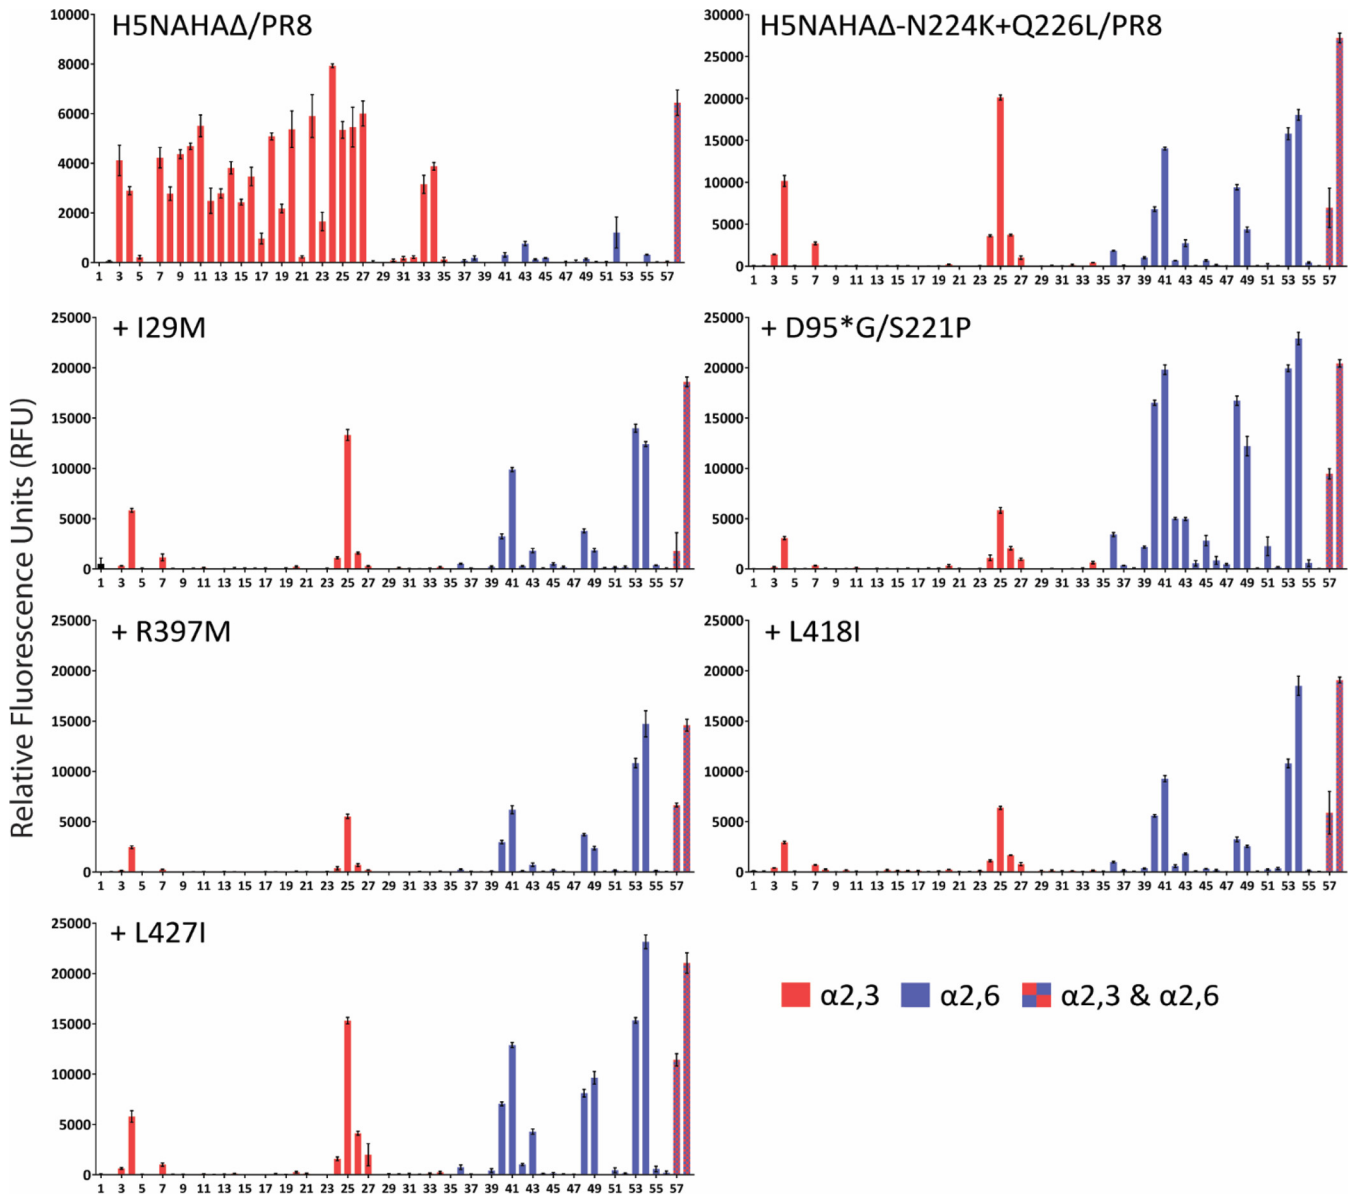 Relative Fluorescence Units (RFU)
H5NAHAΔ/PR8
10000
8000
6000
4000
2000
0
1 3 5 7 9 11 13 15 17 19 21 23 25 27 29 31 33 35 37 39 41 43 45 47 49 51 53 55 57
H5NAHAΔ-N224K+Q226L/PR8
30000
25000
20000
15000
10000
5000
0
1 3 5 7 9 11 13 15 17 19 21 23 25 27 29 31 33 35 37 39 41 43 45 47 49 51 53 55 57
+ I29M
25000
20000
15000
10000
5000
0
1 3 5 7 9 11 13 15 17 19 21 23 25 27 29 31 33 35 37 39 41 43 45 47 49 51 53 55 57
+ D95*G/S221P
25000
20000
15000
10000
5000
0
1 3 5 7 9 11 13 15 17 19 21 23 25 27 29 31 33 35 37 39 41 43 45 47 49 51 53 55 57
+ R397M
25000
20000
15000
10000
5000
0
1 3 5 7 9 11 13 15 17 19 21 23 25 27 29 31 33 35 37 39 41 43 45 47 49 51 53 55 57
+ L418I
25000
20000
15000
10000
5000
0
1 3 5 7 9 11 13 15 17 19 21 23 25 27 29 31 33 35 37 39 41 43 45 47 49 51 53 55 57
+ L427I
25000
20000
15000
10000
5000
0
1 3 5 7 9 11 13 15 17 19 21 23 25 27 29 31 33 35 37 39 41 43 45 47 49 51 53 55 57
α2,3 α2,6 α2,3 & α2,6